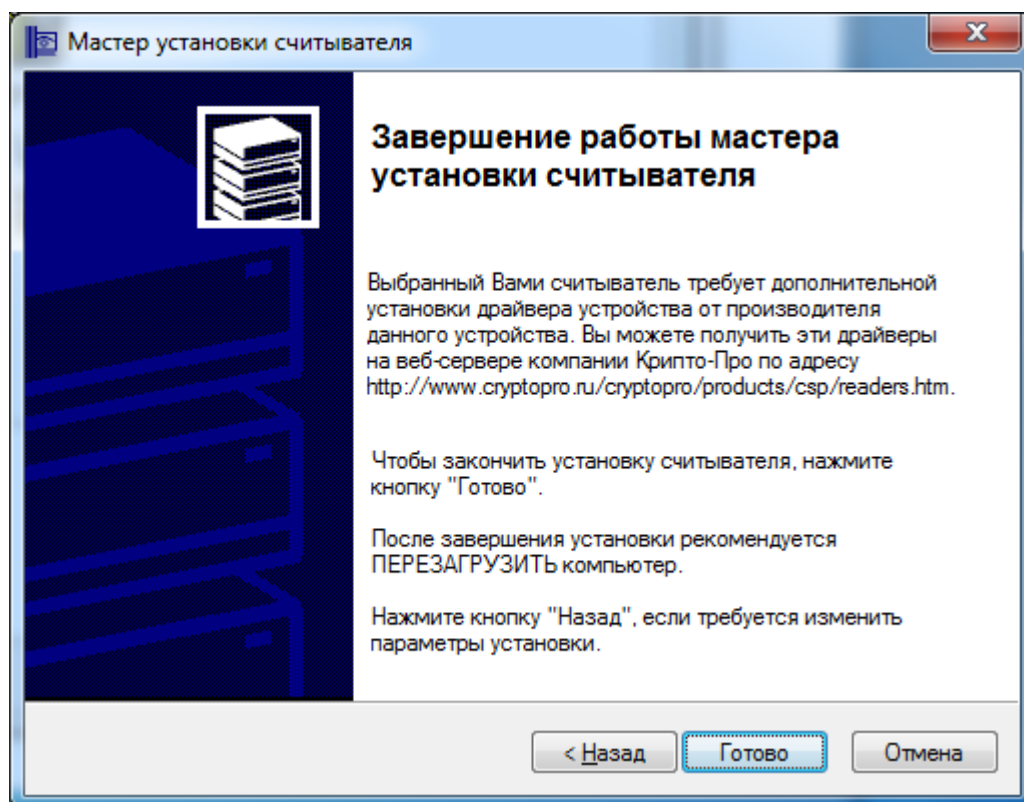 Мастер установки считывателя
Завершение работы мастера
установки считывателя
Выбранный Вами считыватель требует дополнительной
установки драйвера устройства от производителя
данного устройства. Вы можете получить эти драйверы
на веб-сервере компании Крипто-Про по адресу
http://www.cryptopro.ru/cryptopro/products/csp/readers.htm.
Чтобы закончить установку считывателя, нажмите
кнопку "Готово".
После завершения установки рекомендуется
ПЕРЕЗАГРУЗИТЬ компьютер.
Нажмите кнопку "Назад", если требуется изменить
параметры установки.
< Назад Готово Отмена